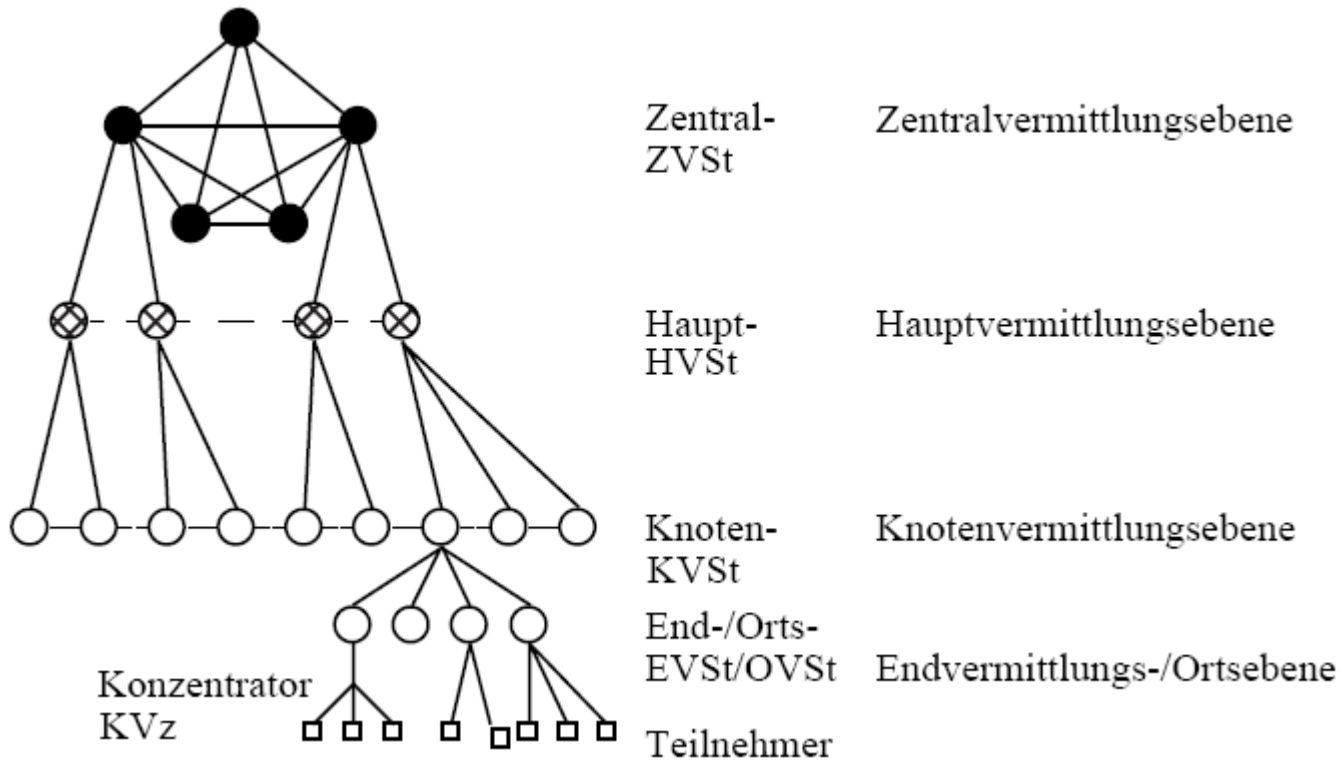 Zentral-
ZVSt
Zentralvermittlungsebene
Haupt-
HVSt
Hauptvermittlungsebene
Knoten-
KVSt
Knotenvermittlungsebene
End-/Orts-
EVSt/OVSt
Endvermittlungs-/Ortsebene
Konzentrator
KVz
Teilnehmer